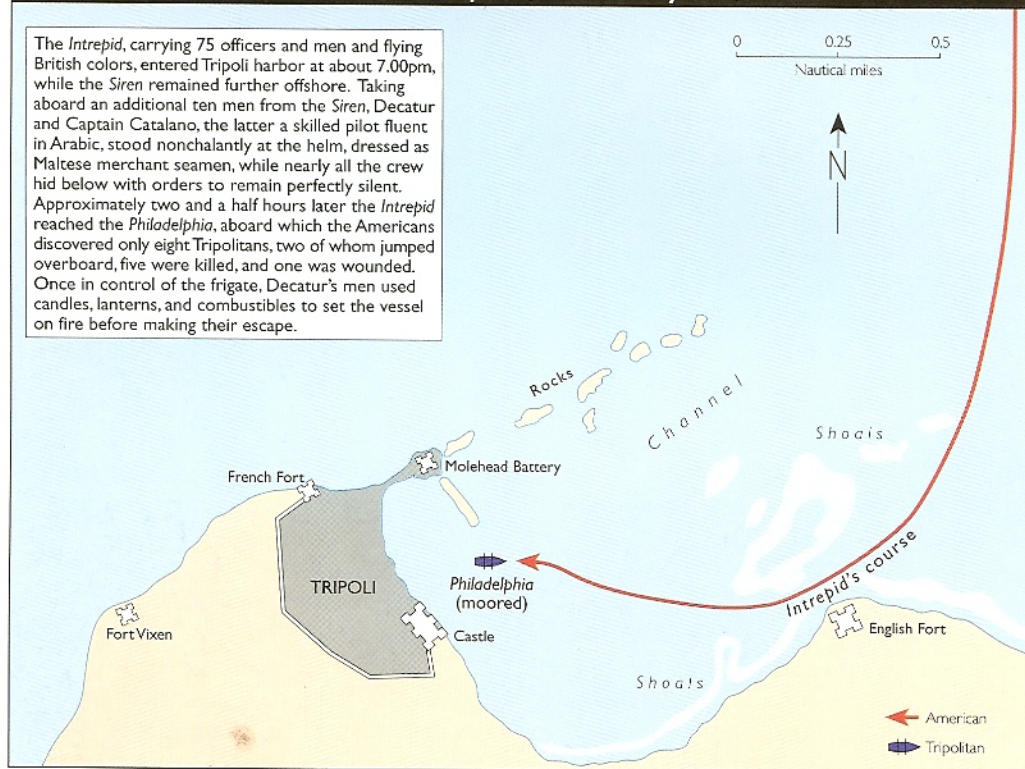 The Intrepid, carrying 75 officers and men and flying
British colors, entered Tripoli harbor at about 7.00pm,
while the Siren remained further offshore. Taking
aboard an additional ten men from the Siren, Decatur
and Captain Catalano, the latter a skilled pilot fluent
in Arabic, stood nonchalantly at the helm, dressed as
Maltese merchant seamen, while nearly all the crew
hid below with orders to remain perfectly silent.
Approximately two and a half hours later the Intrepid
reached the Philadelphia, aboard which the Americans
discovered only eight Tripolitans, two of whom jumped
overboard, five were killed, and one was wounded.
Once in control of the frigate, Decatur's men used
candles, lanterns, and combustibles to set the vessel
on fire before making their escape.
0 0.25 0.5
Nautical miles
N
Rocks
Channel
Shoals
Molehead Battery
French Fort
TRIPOLI
Philadelphia
(moored)
Intrepid's course
Fort Vixen
Castle
English Fort
Shoals
American
Tripolitan